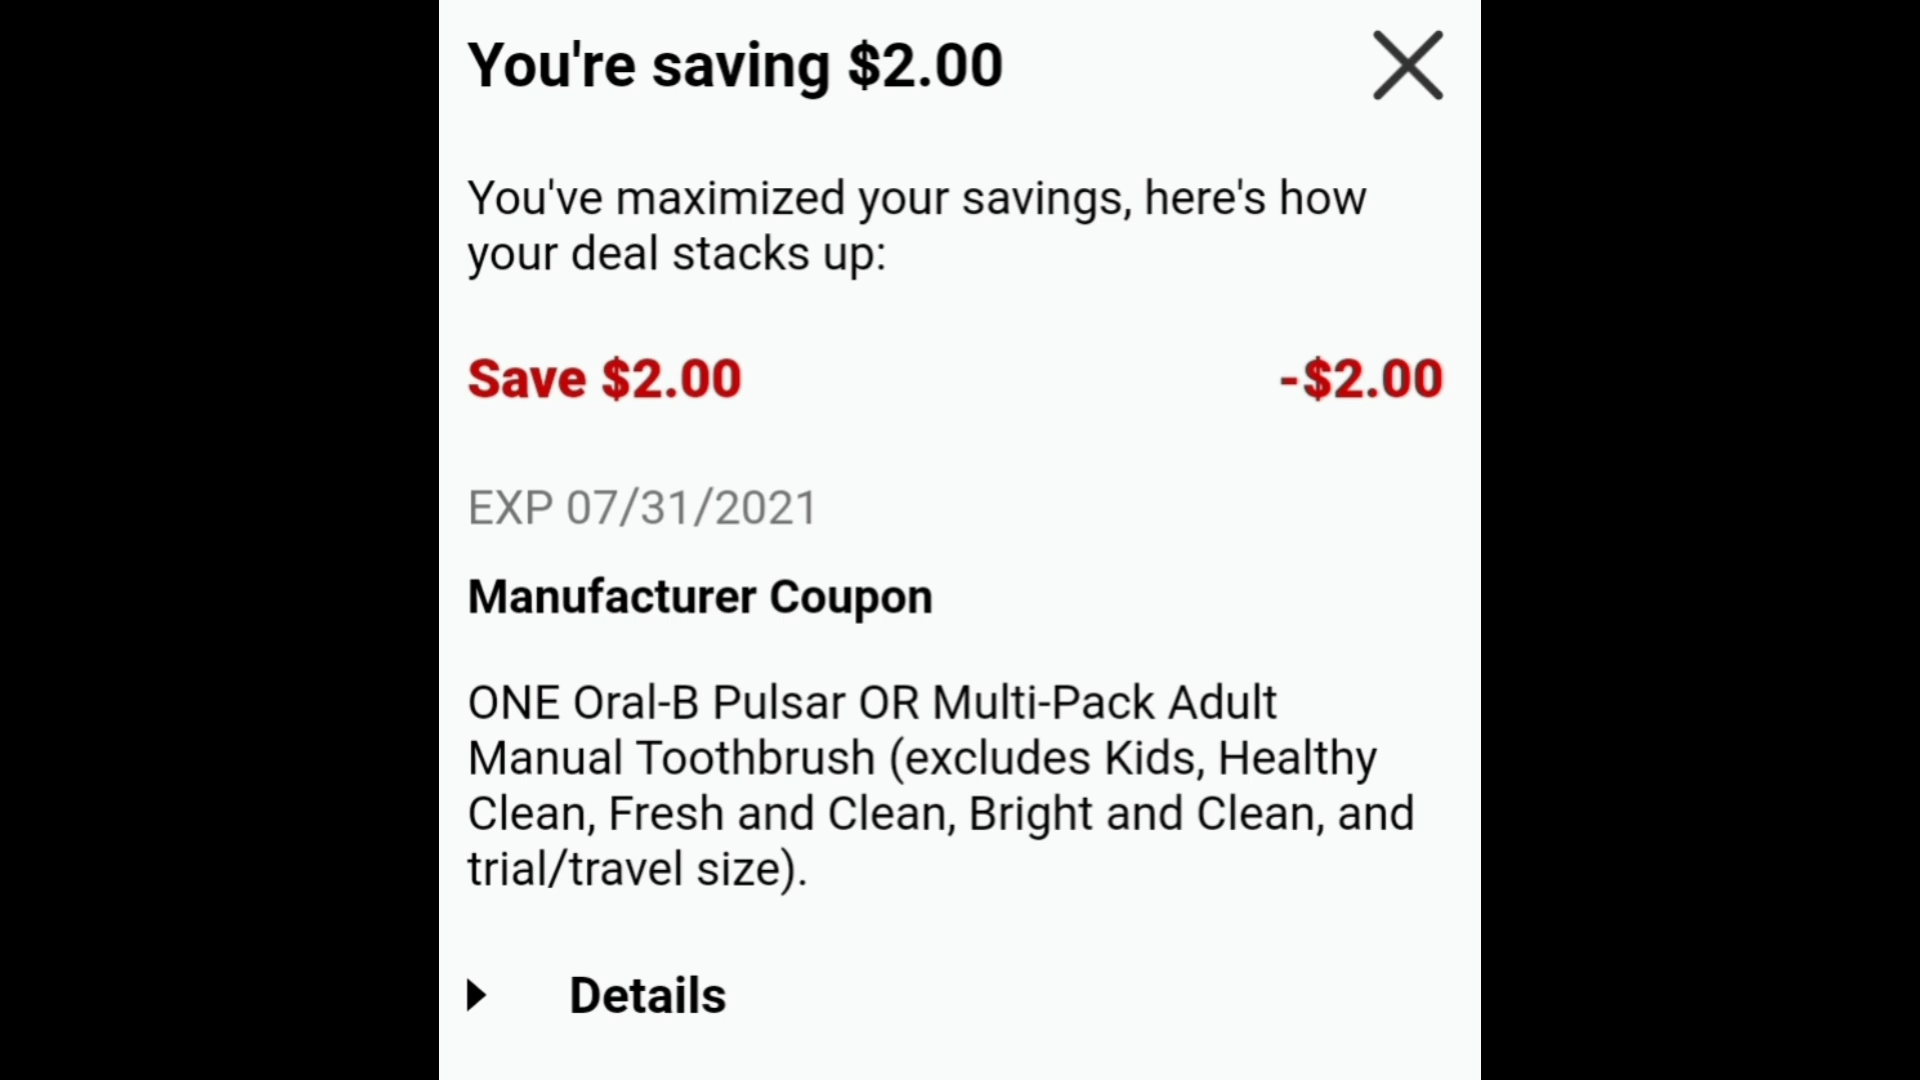 You're saving $2.00
You've maximized your savings, here's how
your deal stacks up:
Save $2.00 -$2.00
EXP 07/31/2021
Manufacturer Coupon
ONE Oral-B Pulsar OR Multi-Pack Adult
Manual Toothbrush (excludes Kids, Healthy
Clean, Fresh and Clean, Bright and Clean, and
trial/travel size).
Details